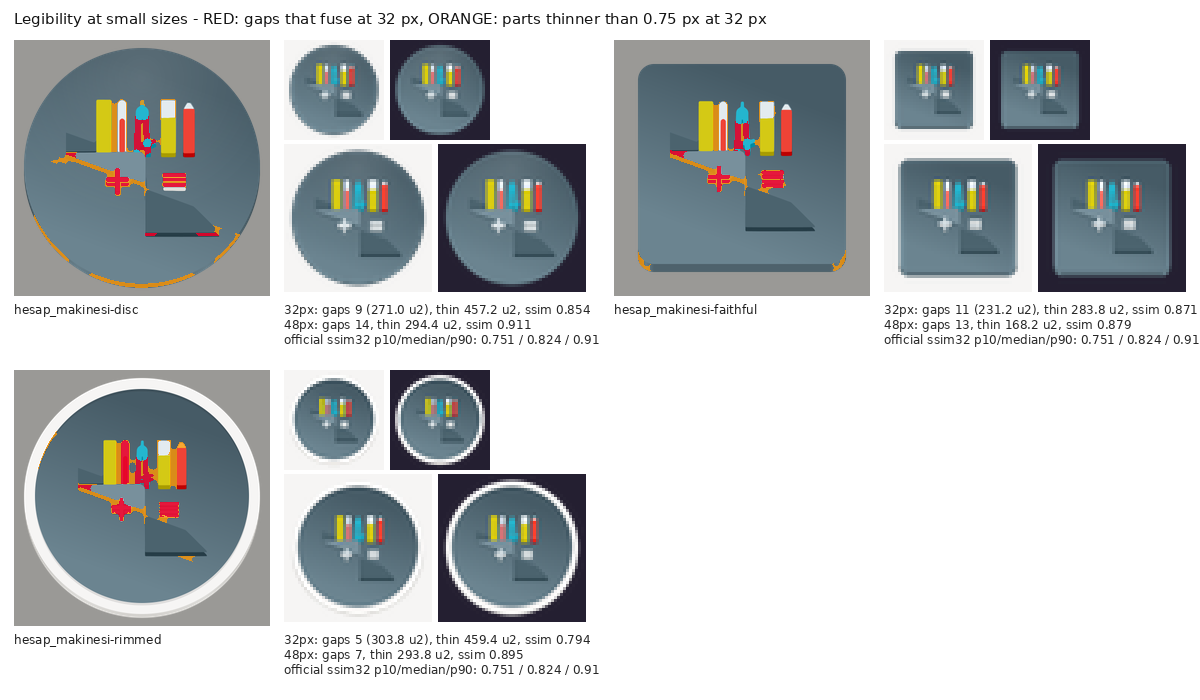 Legibility at small sizes - RED: gaps that fuse at 32 px, ORANGE: parts thinner than 0.75 px at 32 px
hesap_makinesi-disc
32px: gaps 9 (271.0 u2), thin 457.2 u2, ssim 0.854
48px: gaps 14, thin 294.4 u2, ssim 0.911
official ssim32 p10/median/p90: 0.751 / 0.824 / 0.91
hesap_makinesi-faithful
32px: gaps 11 (231.2 u2), thin 283.8 u2, ssim 0.871
48px: gaps 13, thin 168.2 u2, ssim 0.879
official ssim32 p10/median/p90: 0.751 / 0.824 / 0.91
hesap_makinesi-rimmed
32px: gaps 5 (303.8 u2), thin 459.4 u2, ssim 0.794
48px: gaps 7, thin 293.8 u2, ssim 0.895
official ssim32 p10/median/p90: 0.751 / 0.824 / 0.91